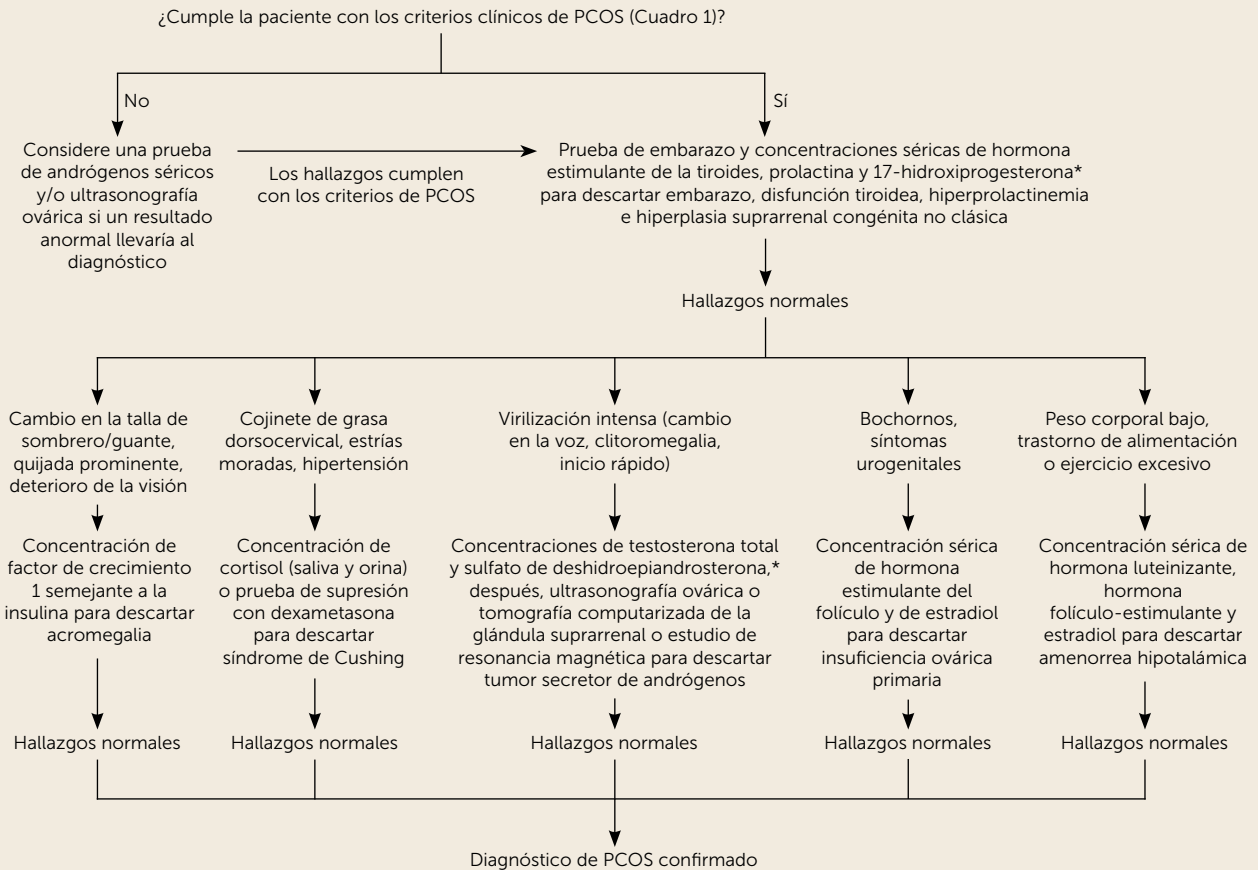 ¿Cumple la paciente con los criterios clínicos de PCOS (Cuadro 1)?
No
Sí
Considere una prueba
de andrógenos séricos
y/o ultrasonografía
ovárica si un resultado
anormal llevaría al
diagnóstico
Los hallazgos cumplen
con los criterios de PCOS
Prueba de embarazo y concentraciones séricas de hormona
estimulante de la tiroides, prolactina y 17-hidroxiprogesterona*
para descartar embarazo, disfunción tiroidea, hiperprolactinemia
e hiperplasia suprarrenal congénita no clásica
Hallazgos normales
Cambio en la talla de
sombrero/guante,
quijada prominente,
deterioro de la visión
Cojinete de grasa
dorsocervical, estrías
moradas, hipertensión
Virilización intensa (cambio
en la voz, clitoromegalia,
inicio rápido)
Bochornos,
síntomas
urogenitales
Peso corporal bajo,
trastorno de alimentación
o ejercicio excesivo
Concentración de
factor de crecimiento
1 semejante a la
insulina para descartar
acromegalia
Concentración de
cortisol (saliva y orina)
o prueba de supresión
con dexametasona
para descartar
síndrome de Cushing
Concentraciones de testosterona total
y sulfato de deshidroepiandrosterona,*
después, ultrasonografía ovárica o
tomografía computarizada de la
glándula suprarrenal o estudio de
resonancia magnética para descartar
tumor secretor de andrógenos
Concentración sérica
de hormona
estimulante del
folículo y de estradiol
para descartar
insuficiencia ovárica
primaria
Concentración sérica de
hormona luteinizante,
hormona
folículo-estimulante y
estradiol para descartar
amenorrea hipotalámica
Hallazgos normales
Hallazgos normales
Hallazgos normales
Hallazgos normales
Hallazgos normales
Diagnóstico de PCOS confirmado